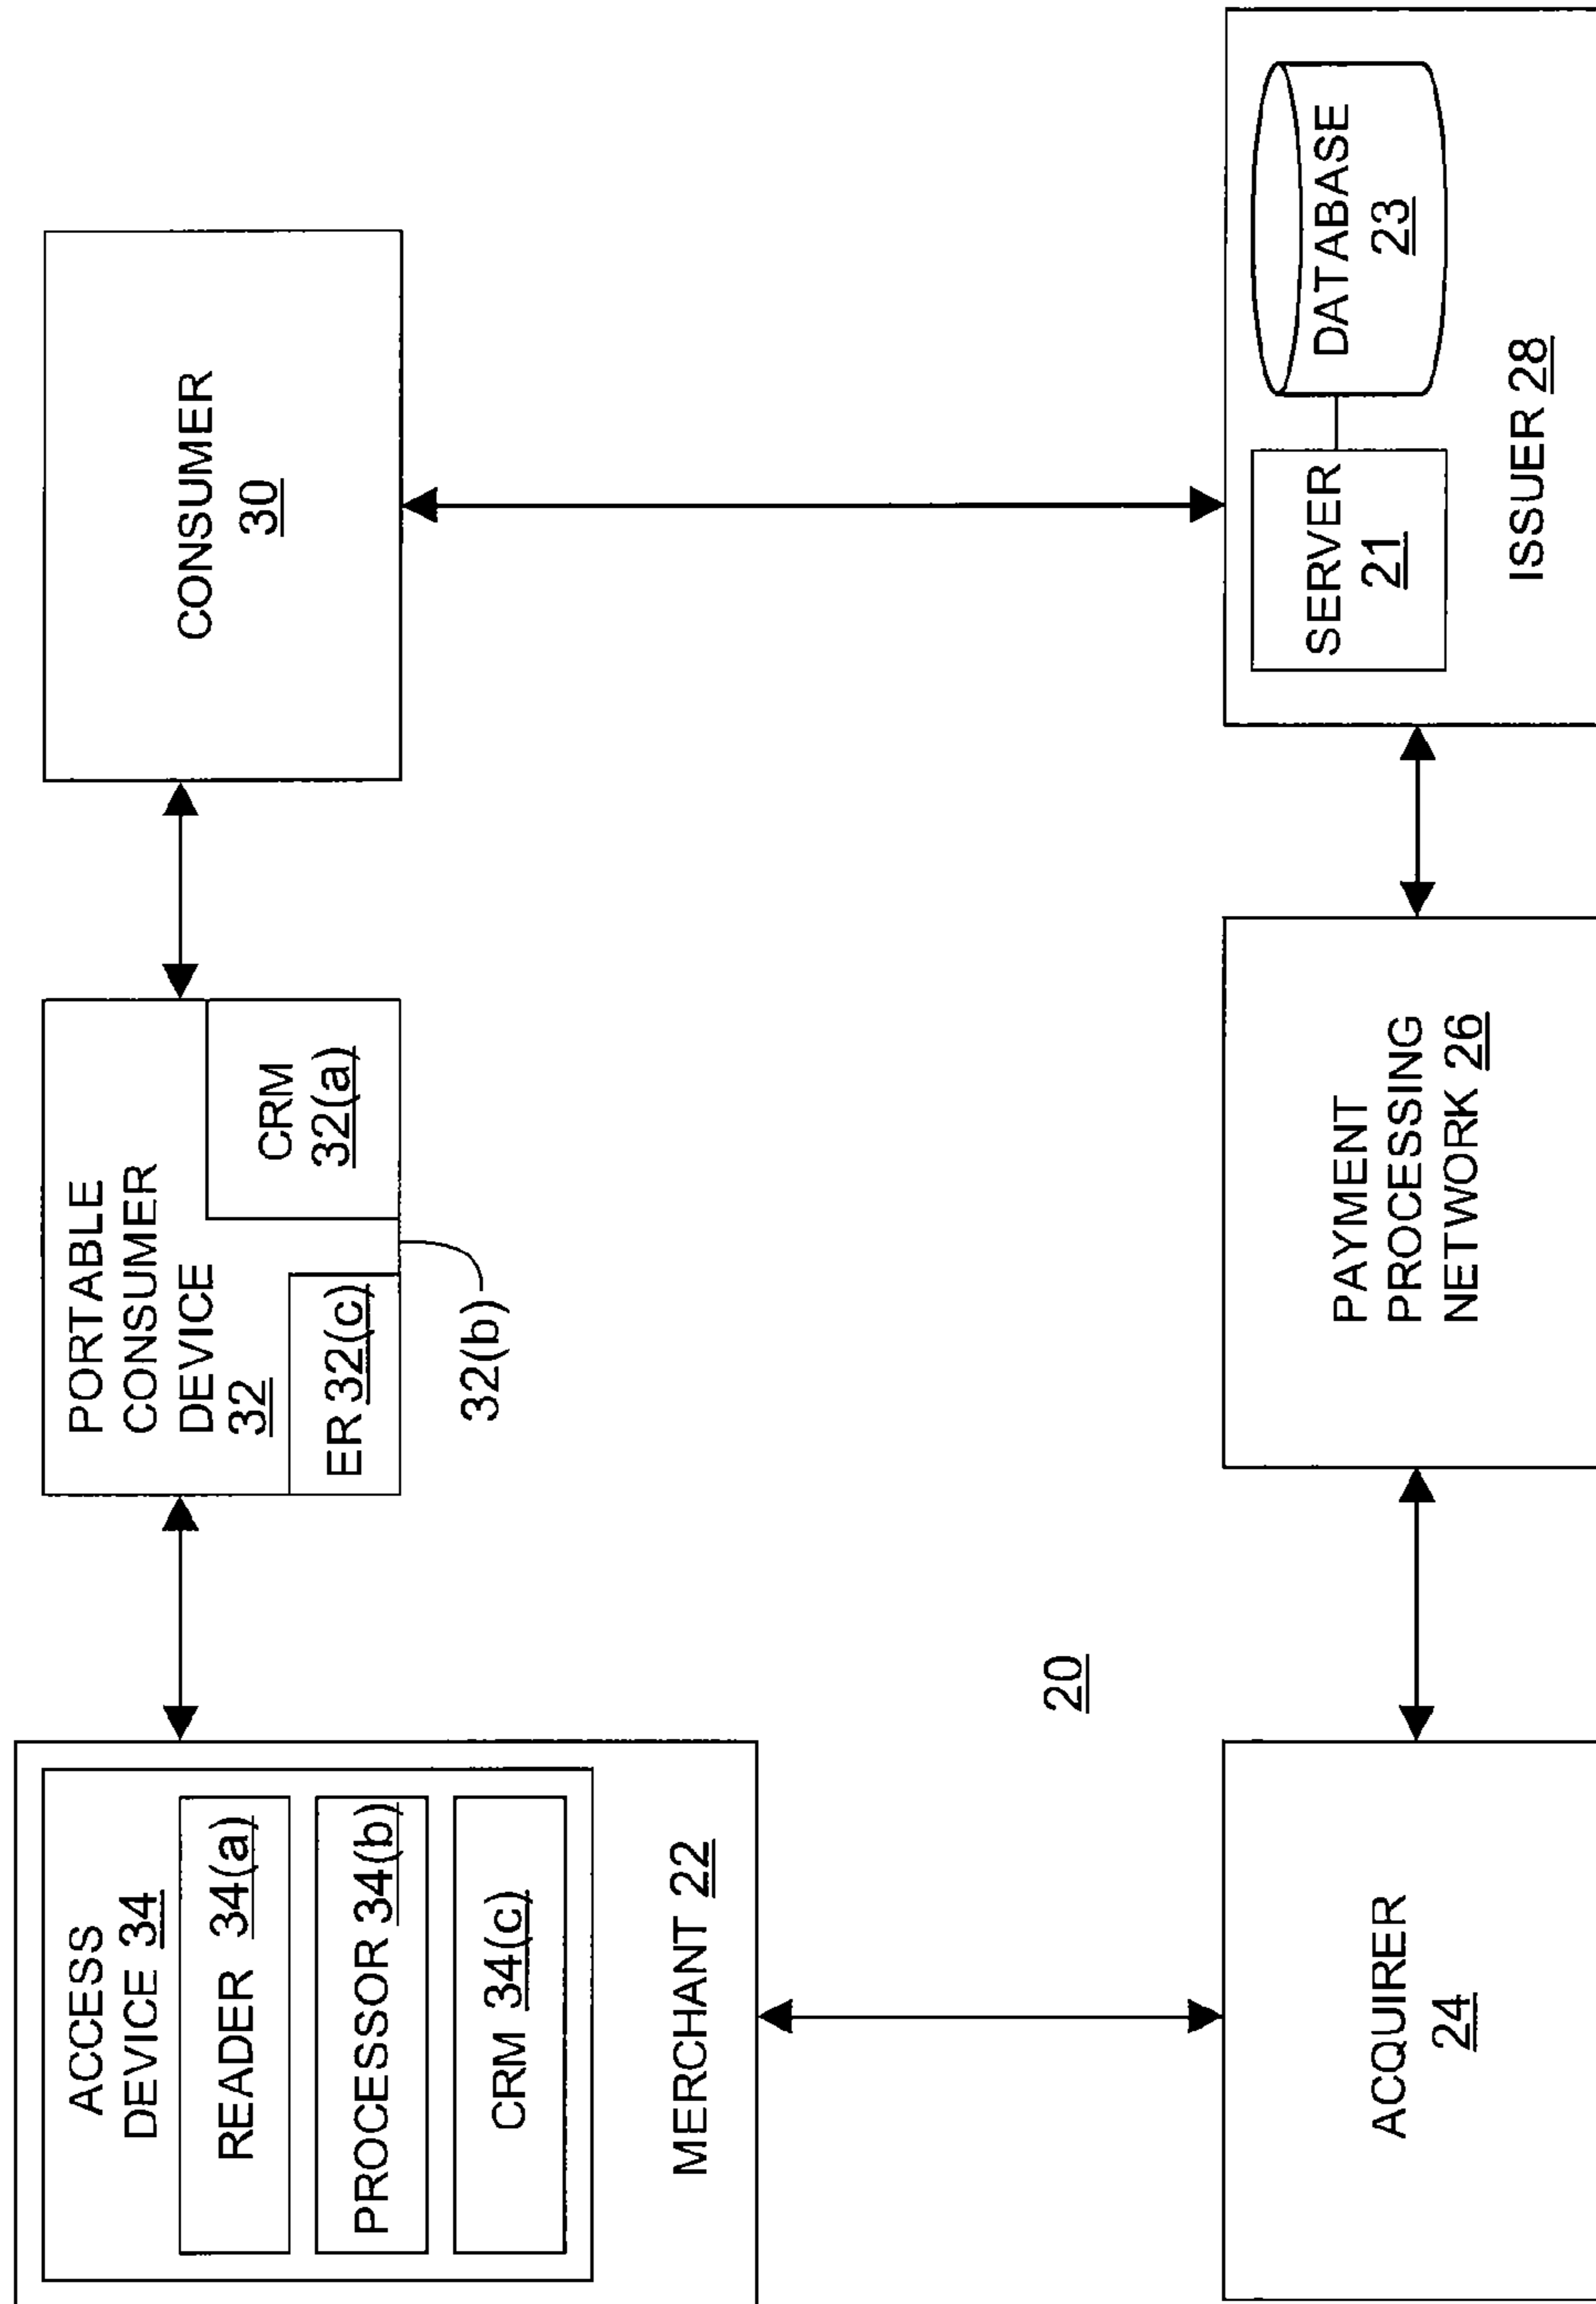 CONSUMER
30
PORTABLE
CONSUMER
DEVICE
32
CRM
32(a)
ER 32(c)
32(b)
ACCESS
DEVICE 34
READER 34(a)
PROCESSOR 34(b)
CRM 34(c)
MERCHANT 22
20
DATABASE
23
SERVER
21
ISSUER 28
PAYMENT
PROCESSING
NETWORK 26
ACQUIRER
24